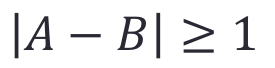 |A − B| ≥ 1